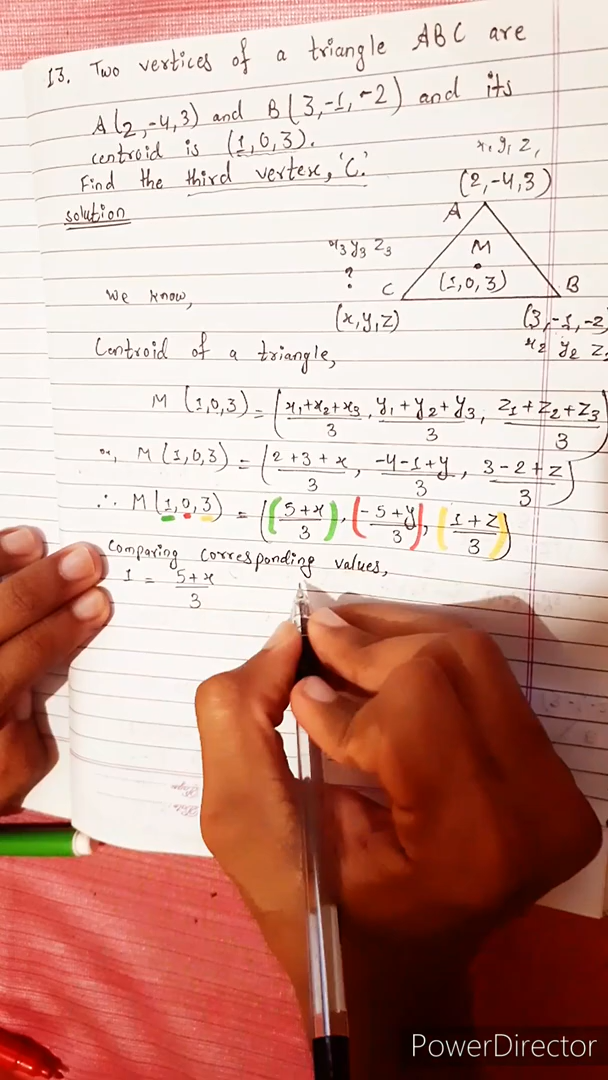 13. Two vertices of a triangle ABC are
A(2,-4,3) and B(3,-1,-2) and its
centroid is (1,0,3).
Find the third vertex, 'C'.
solution
x₁ y₁ z₁
(2,-4,3)
A
M
(1,0,3)
x₃ y₃ z₃
?
C
(x,y,z)
B
(3,-1,-2)
x₂ y₂ z₂
we know,
Centroid of a triangle,
M (1,0,3) = (x₁+x₂+x₃/3, y₁+y₂+y₃/3, z₁+z₂+z₃/3)
or, M (1,0,3) = (2+3+x/3, -4-1+y/3, 3-2+z/3)
∴ M (1,0,3) = ((5+x/3), (-5+y/3), (1+z/3))
Comparing corresponding values,
1 = 5+x/3
PowerDirector